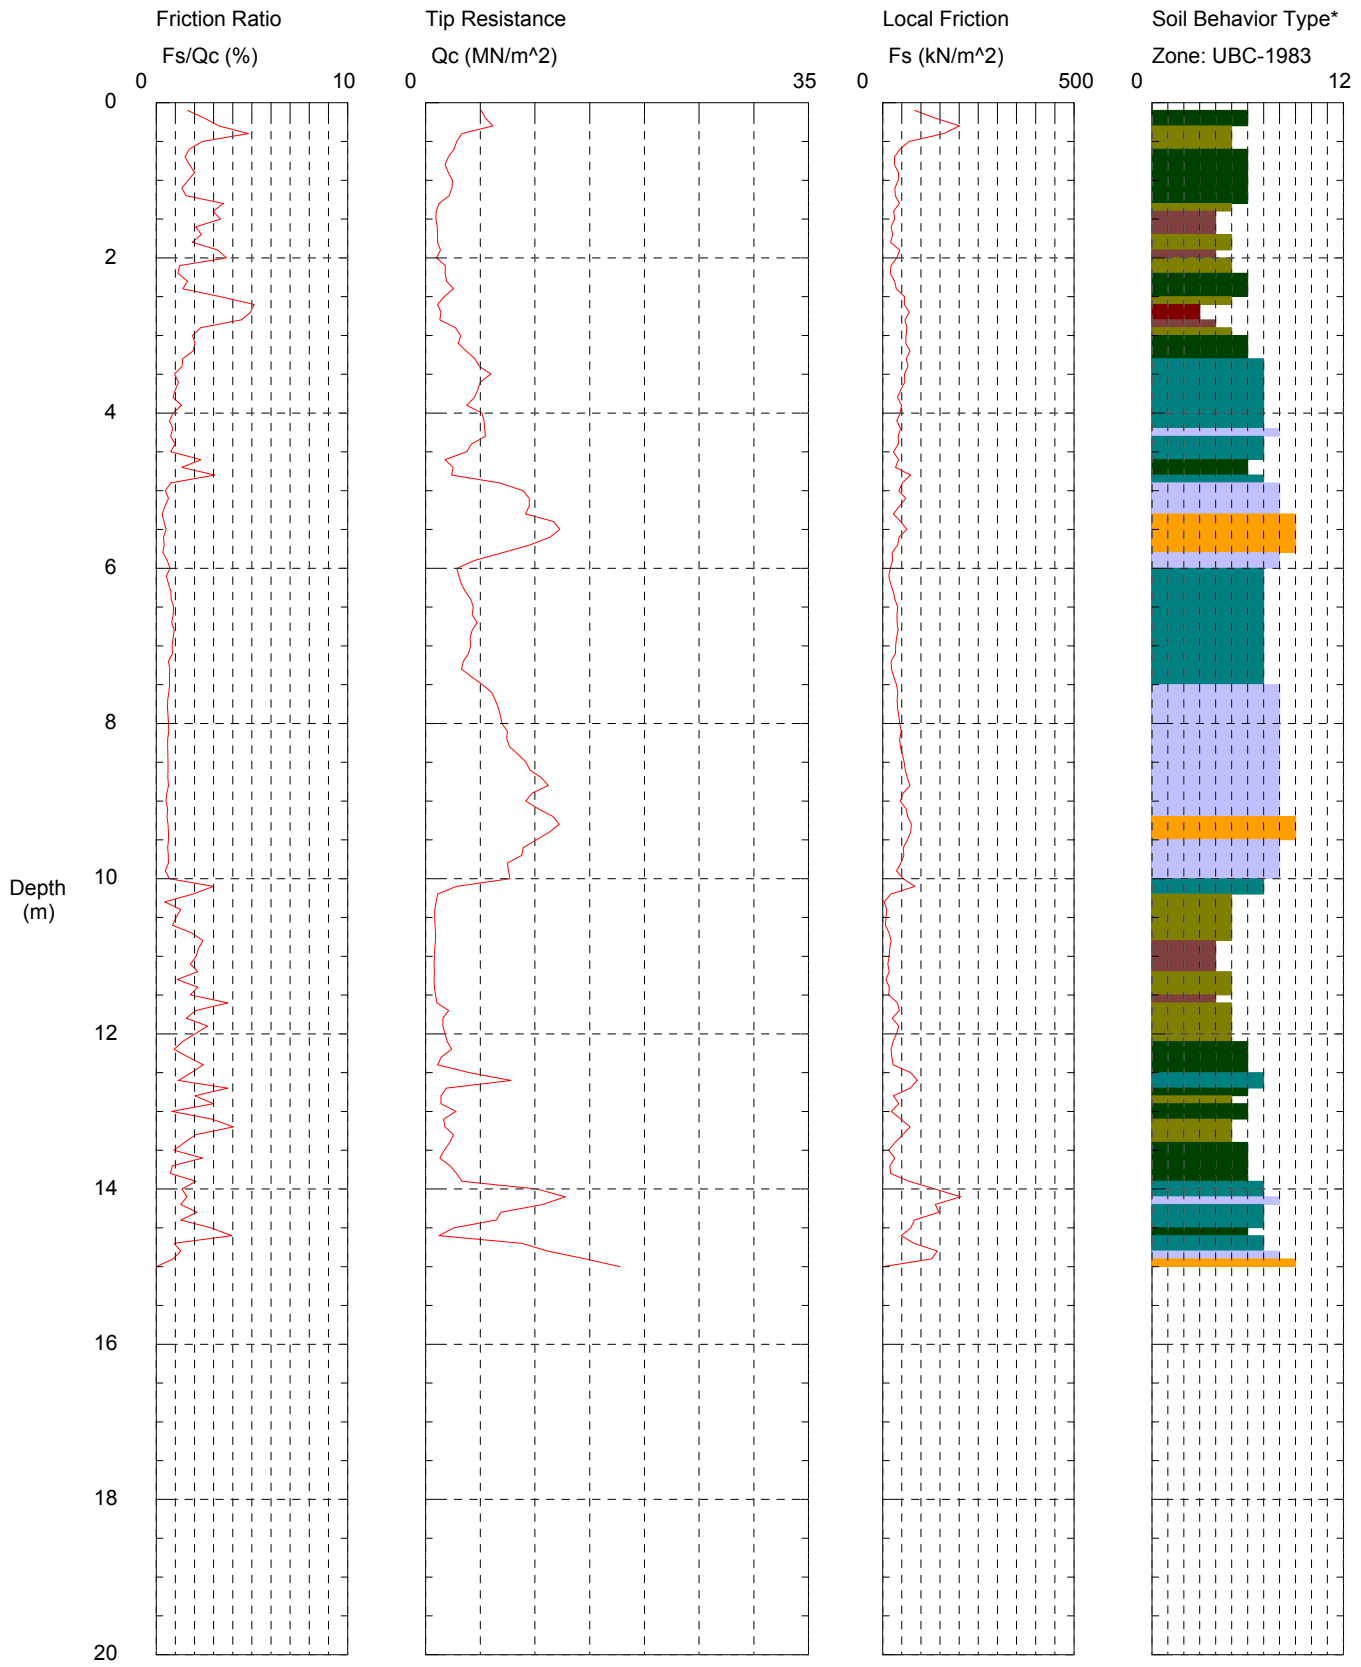 Friction Ratio
Tip Resistance
Local Friction
Soil Behavior Type*
Fs/Qc (%)
Qc (MN/m^2)
Fs (kN/m^2)
Zone: UBC-1983
0 10
0 35
0 500
0 12
0
2
4
6
8
10
Depth
(m)
12
14
16
18
20